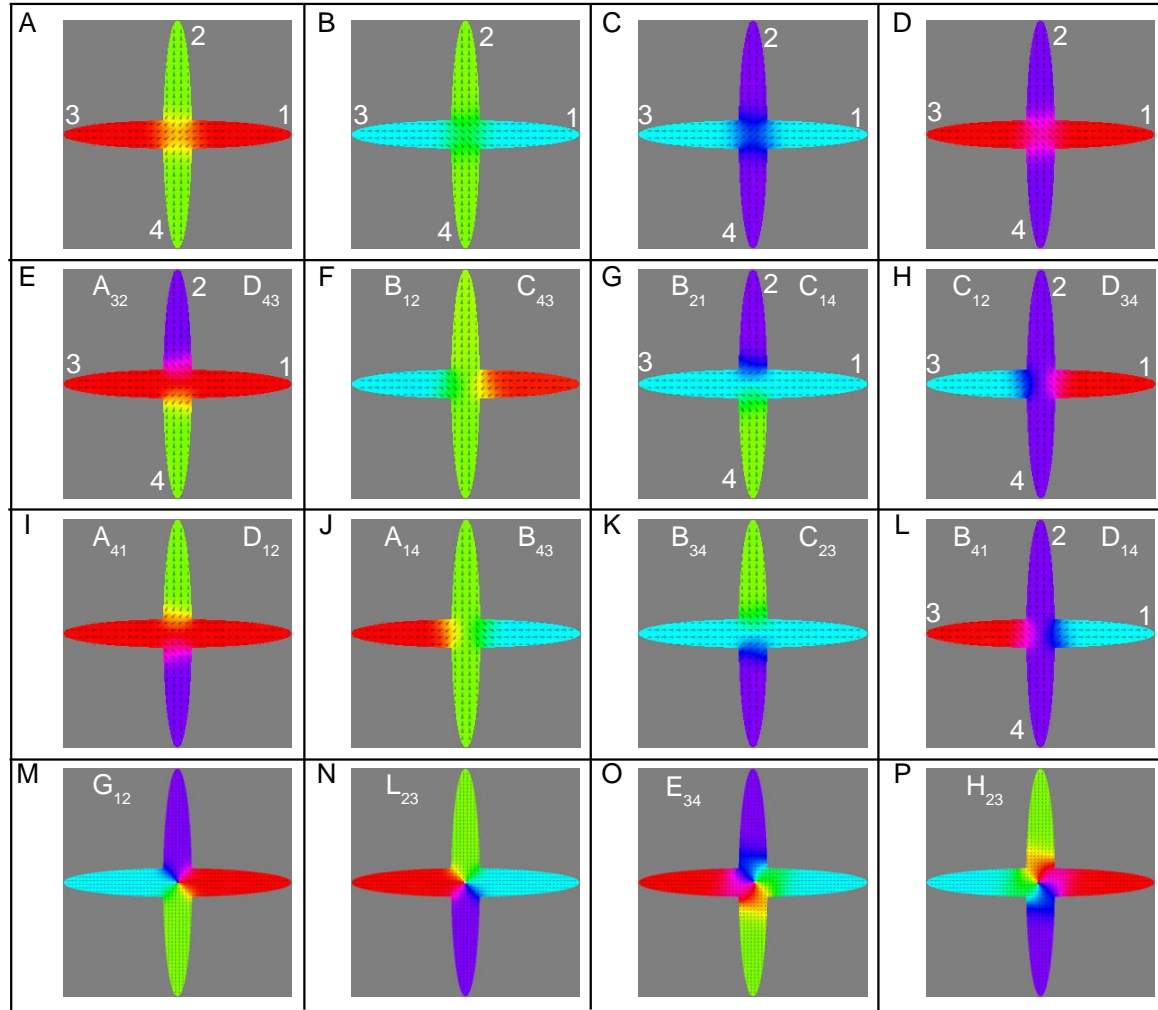 A 2 3 1 4
B 2 3 1 4
C 2 3 1 4
D 2 3 1 4
E A32 2 D43 3 1 4
F B12 C43
G B21 2 C14 3 1 4
H C12 2 D34 3 1 4
I A41 D12
J A14 B43
K B34 C23
L B41 2 D14 3 1 4
M G12
N L23
O E34
P H23